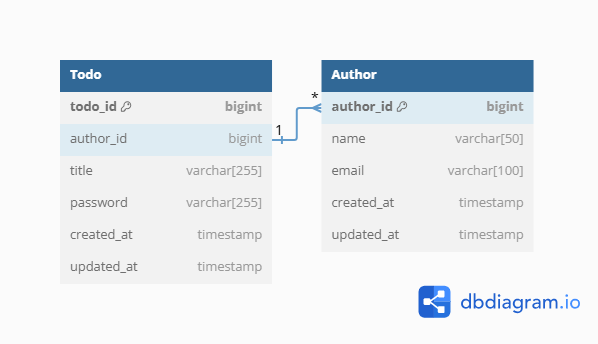 Todo
todo_id bigint
author_id bigint
title varchar[255]
password varchar[255]
created_at timestamp
updated_at timestamp
1
*
Author
author_id bigint
name varchar[50]
email varchar[100]
created_at timestamp
updated_at timestamp
dbdiagram.io